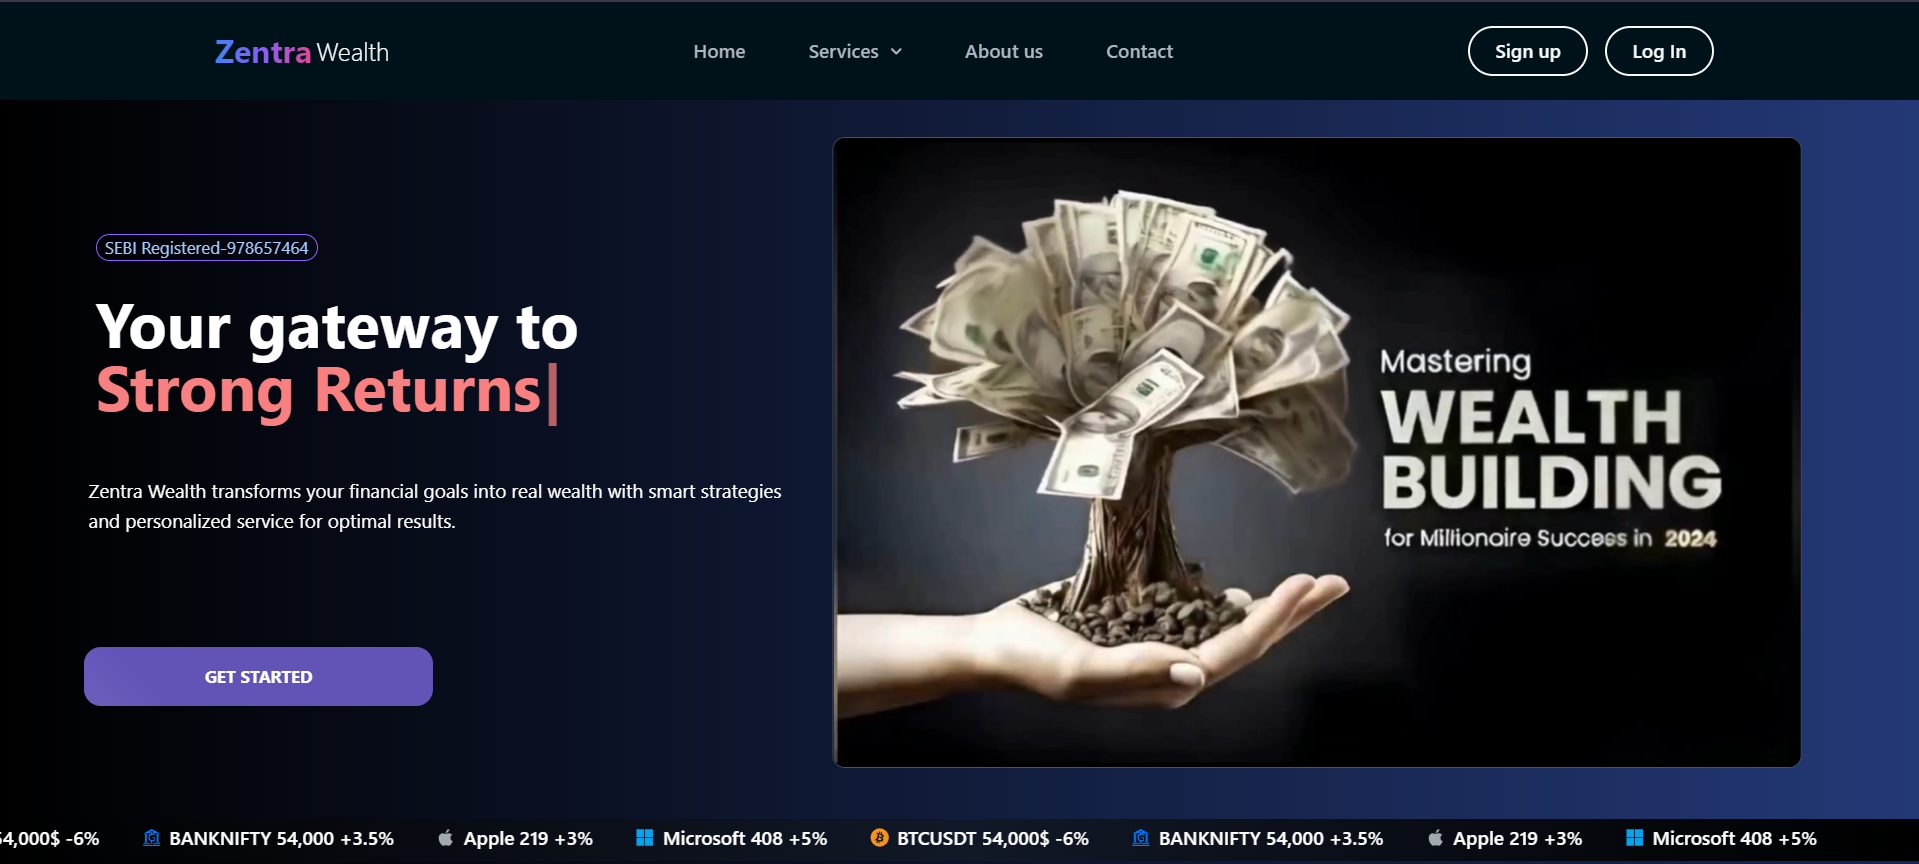 Zentra Wealth
Home
Services
About us
Contact
Sign up
Log In
SEBI Registered-978657464
Your gateway to
Strong Returns|
Zentra Wealth transforms your financial goals into real wealth with smart strategies
and personalized service for optimal results.
GET STARTED
Mastering
WEALTH
BUILDING
for Millionaire Success in 2024
54,000$ -6% BANKNIFTY 54,000 +3.5% Apple 219 +3% Microsoft 408 +5% BTCUSDT 54,000$ -6% BANKNIFTY 54,000 +3.5% Apple 219 +3% Microsoft 408 +5%